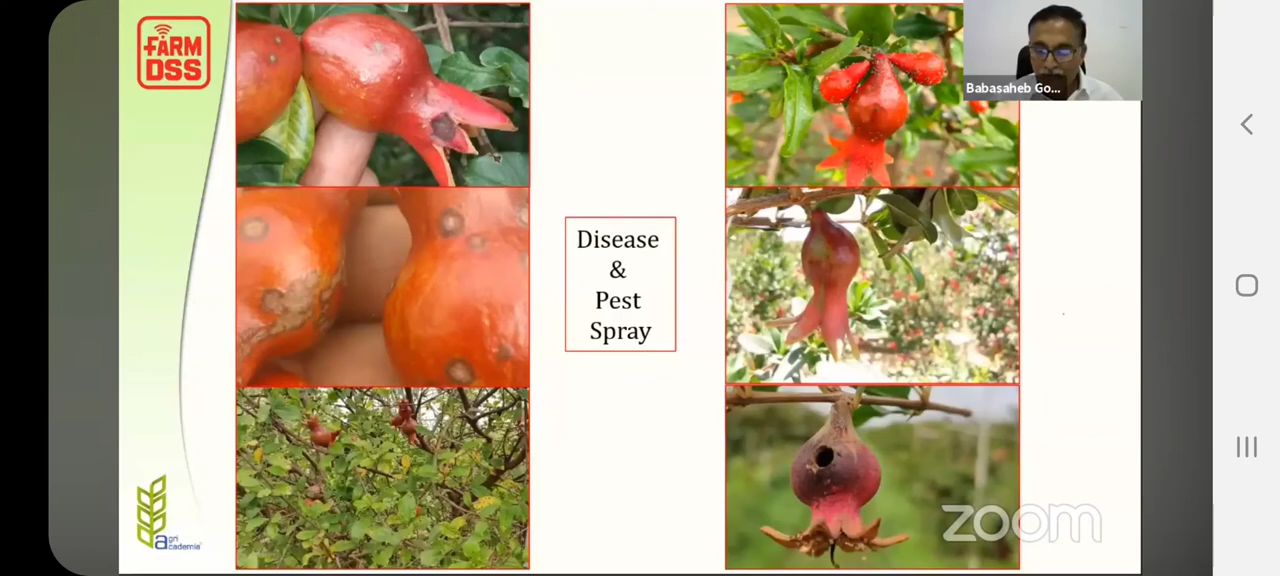 FARM
DSS
Babasaheb Go...
Disease
&
Pest
Spray
agri
academia
zoom